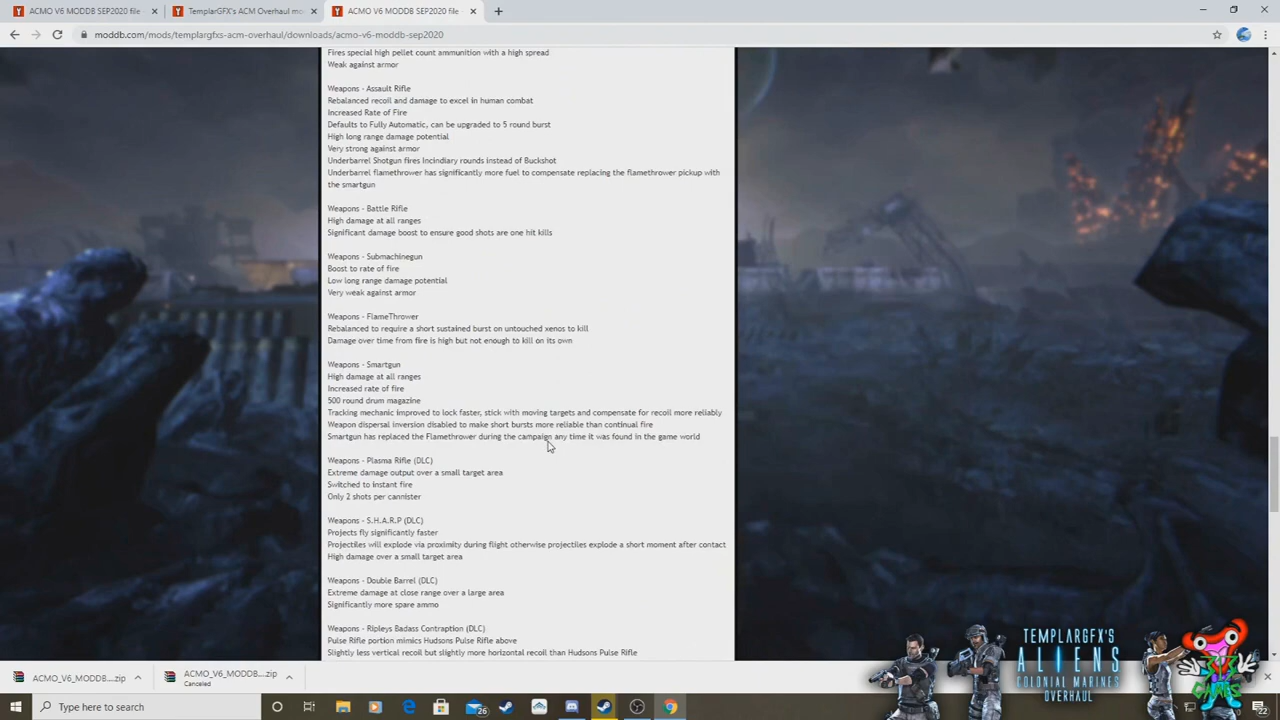 ACMO V6 MODDB SEP2020 file
TemplarGFX's ACM Overhaul mo
ACMO V6 MODDB SEP2020 file
moddb.com/mods/templargfxs-acm-overhaul/downloads/acmo-v6-moddb-sep2020
Fires special high pellet count ammunition with a high spread
Weak against armor
Weapons - Assault Rifle
Rebalanced recoil and damage to excel in human combat
Increased Rate of Fire
Defaults to Fully Automatic, can be upgraded to 5 round burst
High long range damage potential
Very strong against armor
Underbarrel Shotgun fires Incindiary rounds instead of Buckshot
Underbarrel flamethrower has significantly more fuel to compensate replacing the flamethrower pickup with
the smartgun
Weapons - Battle Rifle
High damage at all ranges
Significant damage boost to ensure good shots are one hit kills
Weapons - Submachinegun
Boost to rate of fire
Low long range damage potential
Very weak against armor
Weapons - FlameThrower
Rebalanced to require a short sustained burst on untouched xenos to kill
Damage over time from fire is high but not enough to kill on its own
Weapons - Smartgun
High damage at all ranges
Increased rate of fire
500 round drum magazine
Tracking mechanic improved to lock faster, stick with moving targets and compensate for recoil more reliably
Weapon dispersal inversion disabled to make short bursts more reliable than continual fire
Smartgun has replaced the Flamethrower during the campaign any time it was found in the game world
Weapons - Plasma Rifle (DLC)
Extreme damage output over a small target area
Switched to instant fire
Only 2 shots per cannister
Weapons - S.H.A.R.P (DLC)
Projects fly significantly faster
Projectiles will explode via proximity during flight otherwise projectiles explode a short moment after contact
High damage over a small target area
Weapons - Double Barrel (DLC)
Extreme damage at close range over a large area
Significantly more spare ammo
Weapons - Ripleys Badass Contraption (DLC)
Pulse Rifle portion mimics Hudsons Pulse Rifle above
Slightly less vertical recoil but slightly more horizontal recoil than Hudsons Pulse Rifle
TEMPLARGFX'S
ALIENS
COLONIAL MARINES
OVERHAUL
ACMO_V6_MODDB....zip
ACMO_V6_MODDB....zip
Canceled
Type here to search
26
2